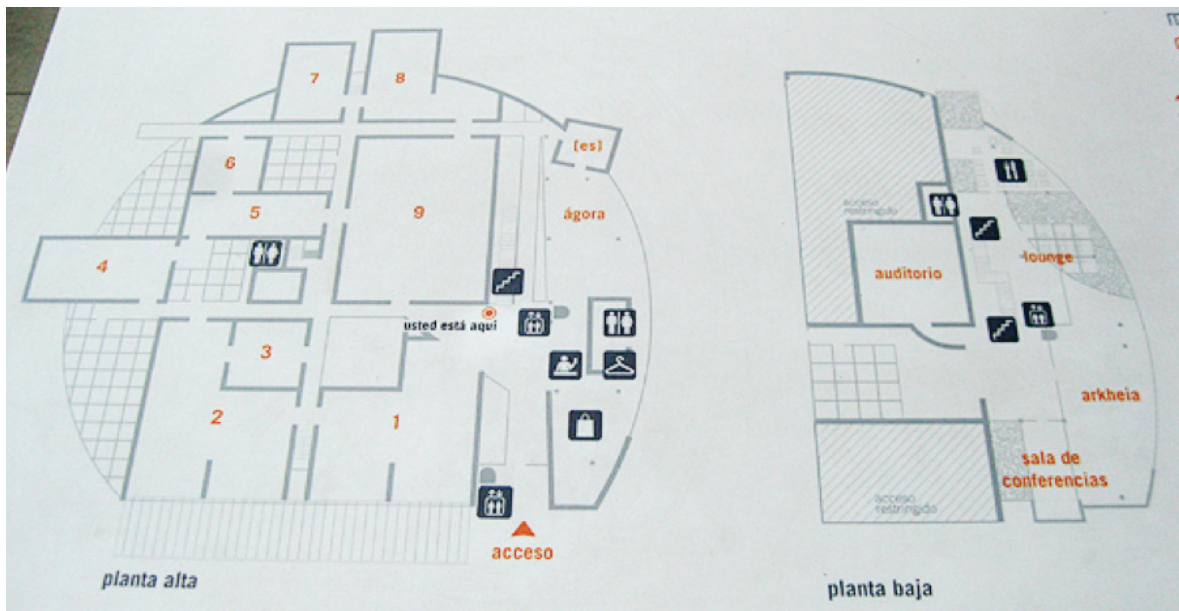 7
8
[es]
6
5
9
ágora
4
usted está aquí
3
2
1
acceso
planta alta
acceso
restringido
auditorio
lounge
arkheia
sala de
conferencias
acceso
restringido
planta baja